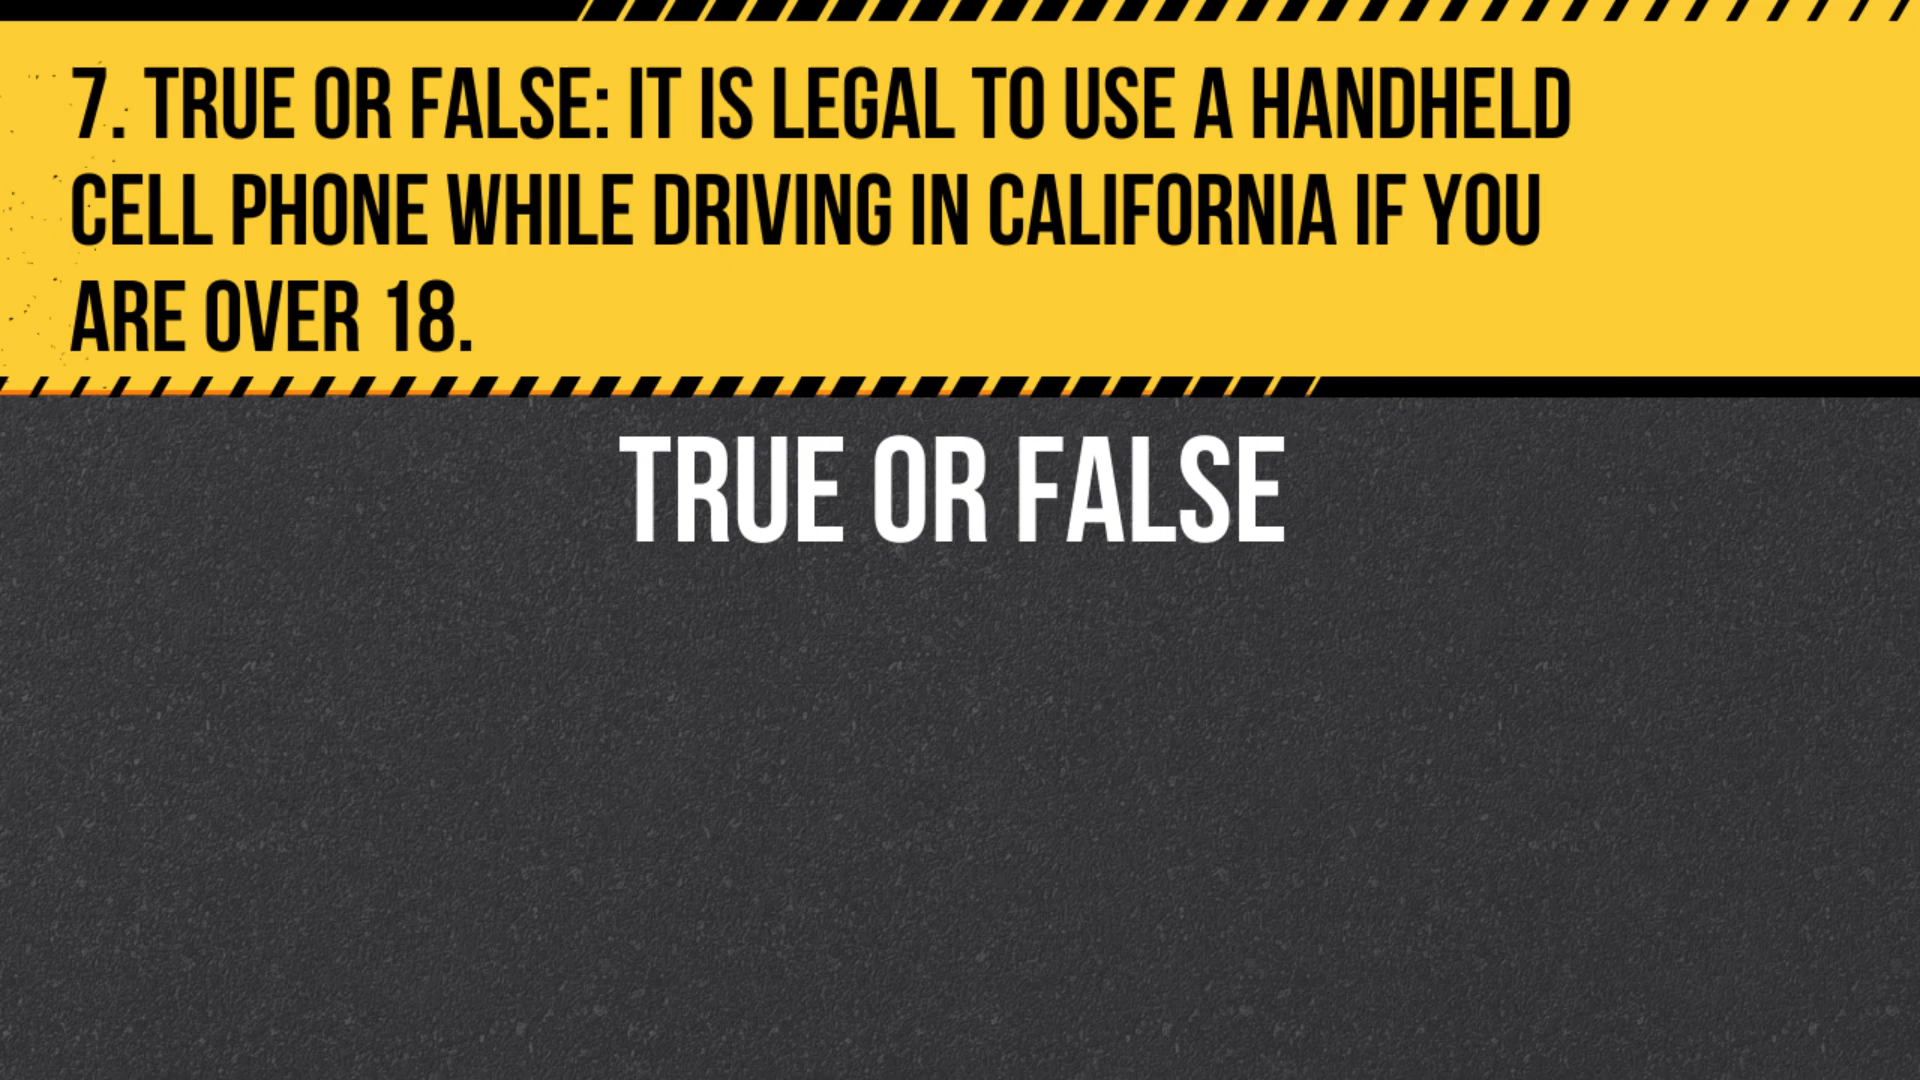 7. TRUE OR FALSE: IT IS LEGAL TO USE A HANDHELD
CELL PHONE WHILE DRIVING IN CALIFORNIA IF YOU
ARE OVER 18.
TRUE OR FALSE